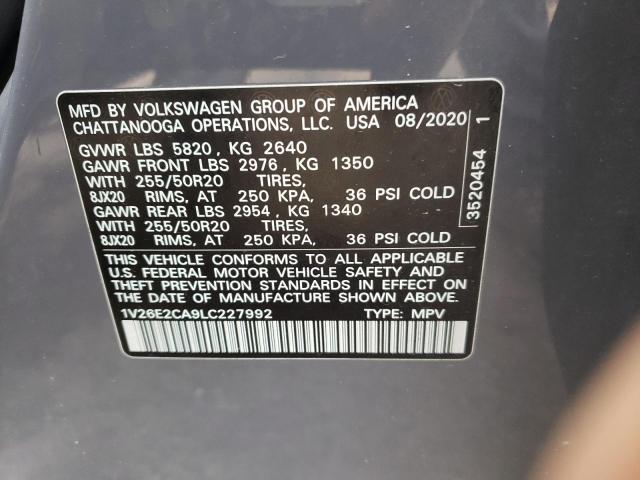 MFD BY VOLKSWAGEN GROUP OF AMERICA
CHATTANOOGA OPERATIONS, LLC. USA 08/2020
GVWR LBS 5820, KG 2640
GAWR FRONT LBS 2976, KG 1350
WITH 255/50R20 TIRES,
8JX20 RIMS, AT 250 KPA, 36 PSI COLD
GAWR REAR LBS 2954, KG 1340
WITH 255/50R20 TIRES,
8JX20 RIMS, AT 250 KPA, 36 PSI COLD
THIS VEHICLE CONFORMS TO ALL APPLICABLE
U.S. FEDERAL MOTOR VEHICLE SAFETY AND
THEFT PREVENTION STANDARDS IN EFFECT ON
THE DATE OF MANUFACTURE SHOWN ABOVE.
1V26E2CA9LC227992 TYPE: MPV
3520454 1